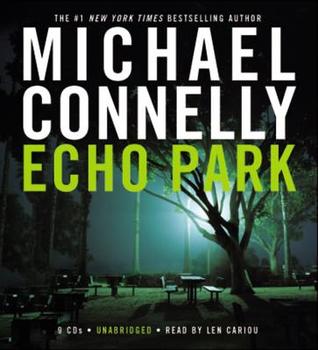 THE #1 NEW YORK TIMES BESTSELLING AUTHOR
MICHAEL
CONNELLY
ECHO PARK
9 CDs • UNABRIDGED • READ BY LEN CARIOU